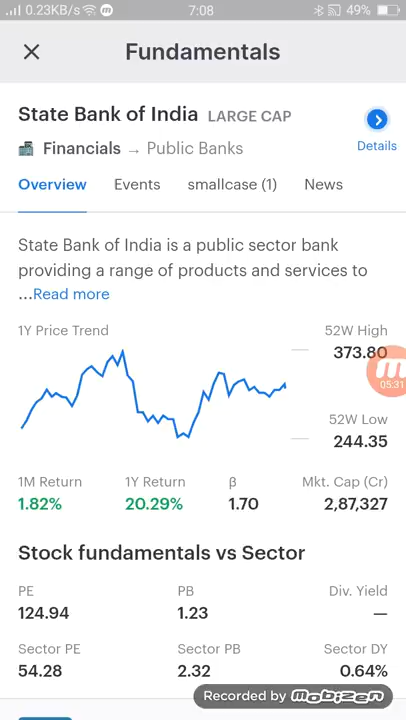 0.23KB/s 7:08 49%
Fundamentals
State Bank of India LARGE CAP
Financials → Public Banks
Details
Overview Events smallcase (1) News
State Bank of India is a public sector bank
providing a range of products and services to
...Read more
1Y Price Trend
52W High
373.80
05:31
52W Low
244.35
1M Return 1Y Return β Mkt. Cap (Cr)
1.82% 20.29% 1.70 2,87,327
Stock fundamentals vs Sector
PE PB Div. Yield
124.94 1.23 —
Sector PE Sector PB Sector DY
54.28 2.32 0.64%
Recorded by mobizen